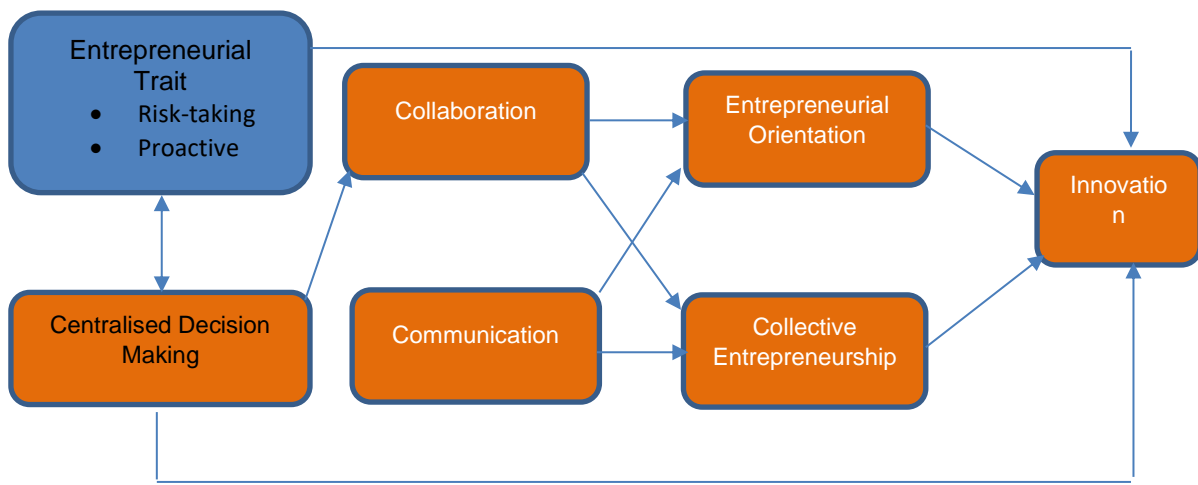 Entrepreneurial
Trait
• Risk-taking
• Proactive
Collaboration
Entrepreneurial
Orientation
Innovatio
n
Centralised Decision
Making
Communication
Collective
Entrepreneurship